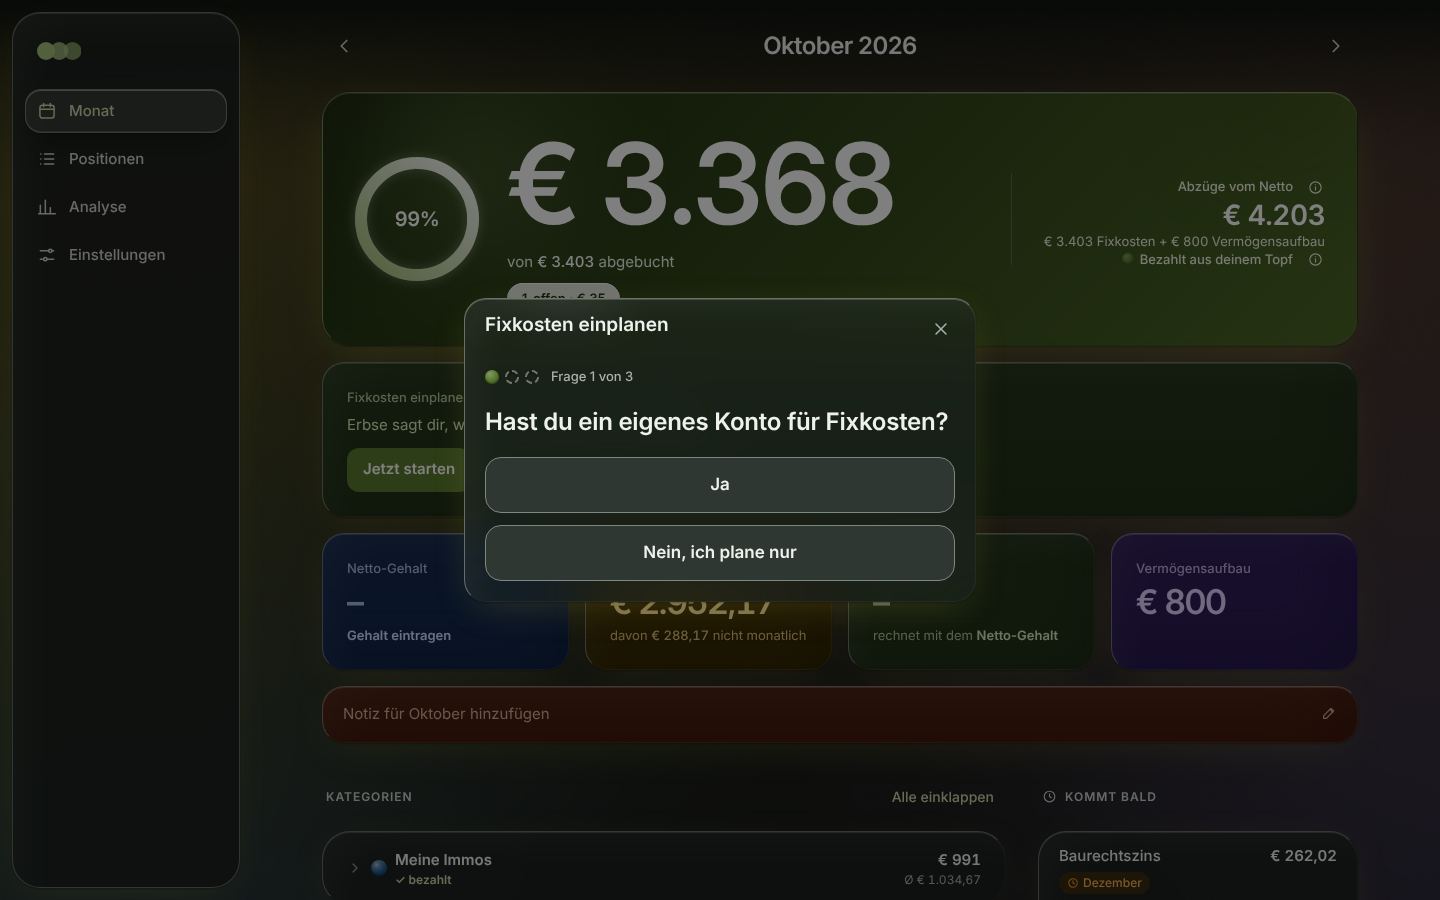 Oktober 2026
Monat
Positionen
Analyse
Einstellungen
99%
€ 3.368
von € 3.403 abgebucht
Abzüge vom Netto
€ 4.203
€ 3.403 Fixkosten + € 800 Vermögensaufbau
Bezahlt aus deinem Topf
Fixkosten einplanen
Frage 1 von 3
Hast du ein eigenes Konto für Fixkosten?
Ja
Nein, ich plane nur
Erbse sagt dir,
Jetzt starten
Netto-Gehalt
–
Gehalt eintragen
€ 2.952,17
davon € 288,17 nicht monatlich
–
rechnet mit dem Netto-Gehalt
Vermögensaufbau
€ 800
Notiz für Oktober hinzufügen
KATEGORIEN
Alle einklappen
KOMMT BALD
Meine Immos
€ 991
✓ bezahlt
Ø € 1.034,67
Baurechtszins
€ 262,02
Dezember